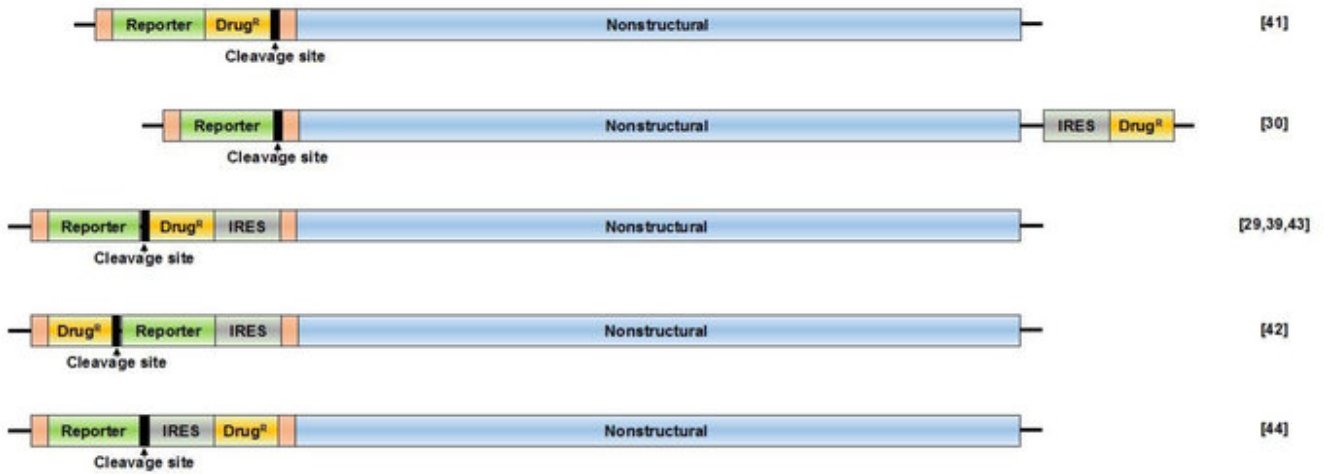 Reporter Drugᴿ Nonstructural [41]
Cleavage site
Reporter Nonstructural IRES Drugᴿ [30]
Cleavage site
Reporter Drugᴿ IRES Nonstructural [29,39,43]
Cleavage site
Drugᴿ Reporter IRES Nonstructural [42]
Cleavage site
Reporter IRES Drugᴿ Nonstructural [44]
Cleavage site